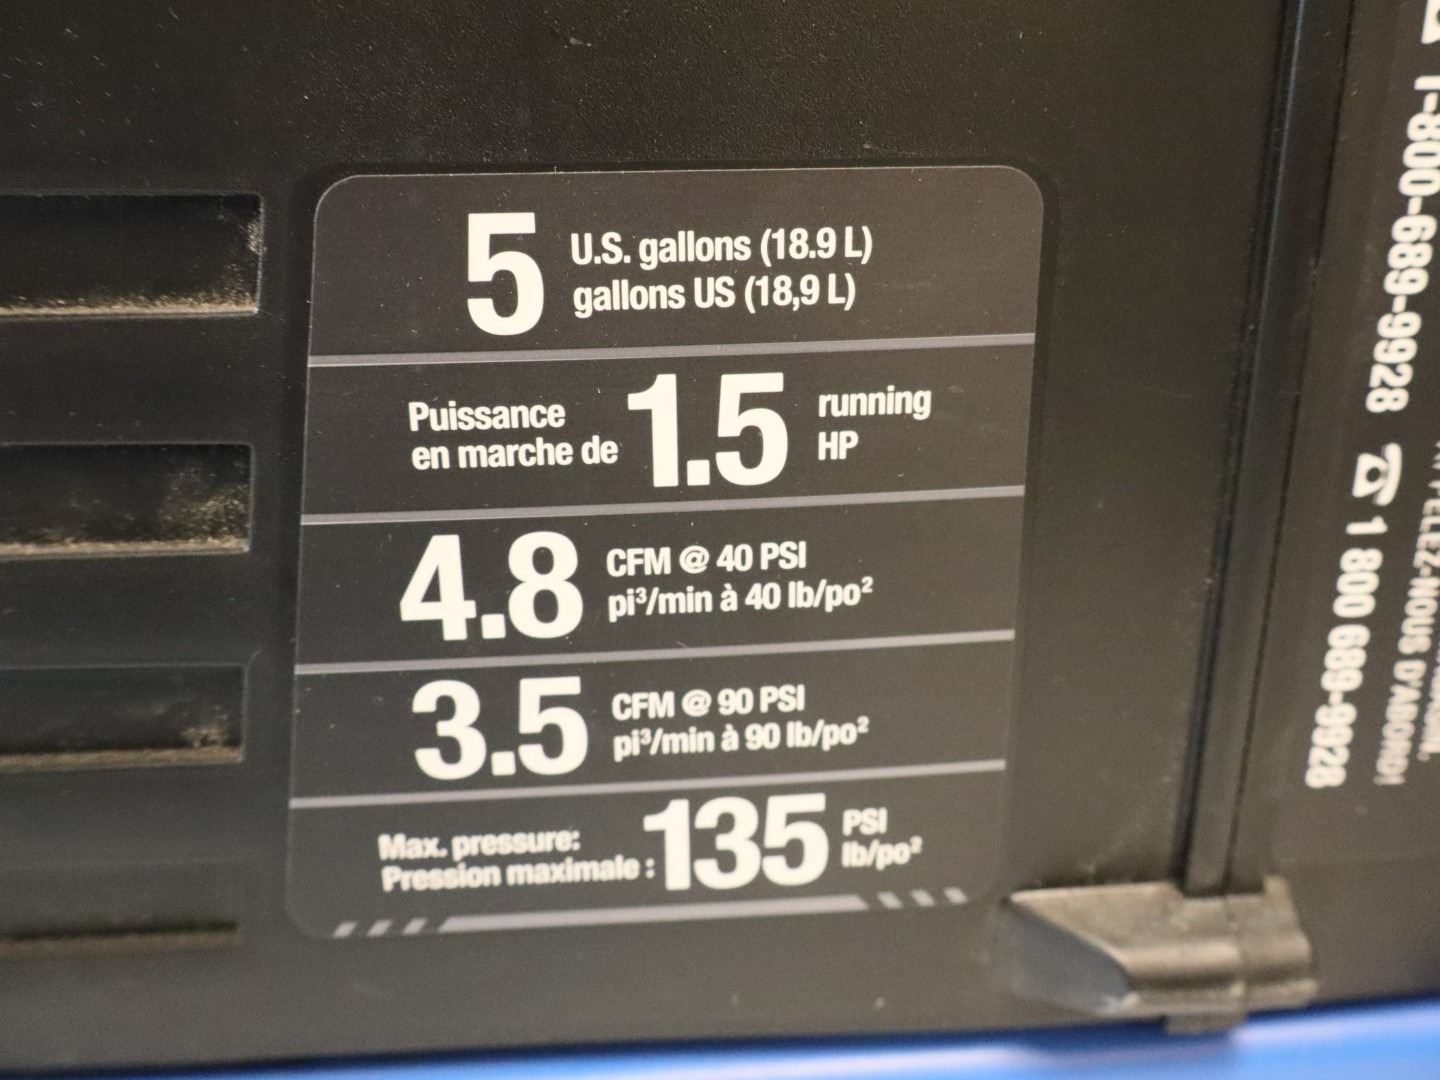 5 U.S. gallons (18.9 L)
gallons US (18,9 L)
Puissance
en marche de 1.5 running
HP
4.8 CFM @ 40 PSI
pi³/min à 40 lb/po²
3.5 CFM @ 90 PSI
pi³/min à 90 lb/po²
Max. pressure:
Pression maximale : 135 PSI
lb/po²
1-800-689-9928
1 800 689-9928
D'ABORD!